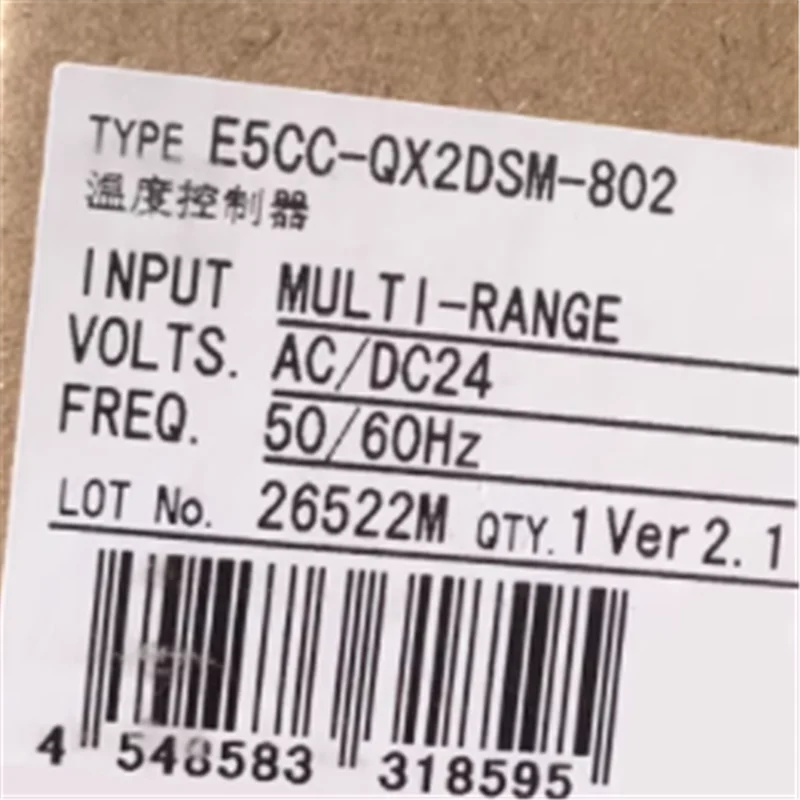 TYPE E5CC-QX2DSM-802
温度控制器
INPUT MULTI-RANGE
VOLTS. AC/DC24
FREQ. 50/60Hz
LOT No. 26522M QTY. 1 Ver 2.1
4 548583 318595